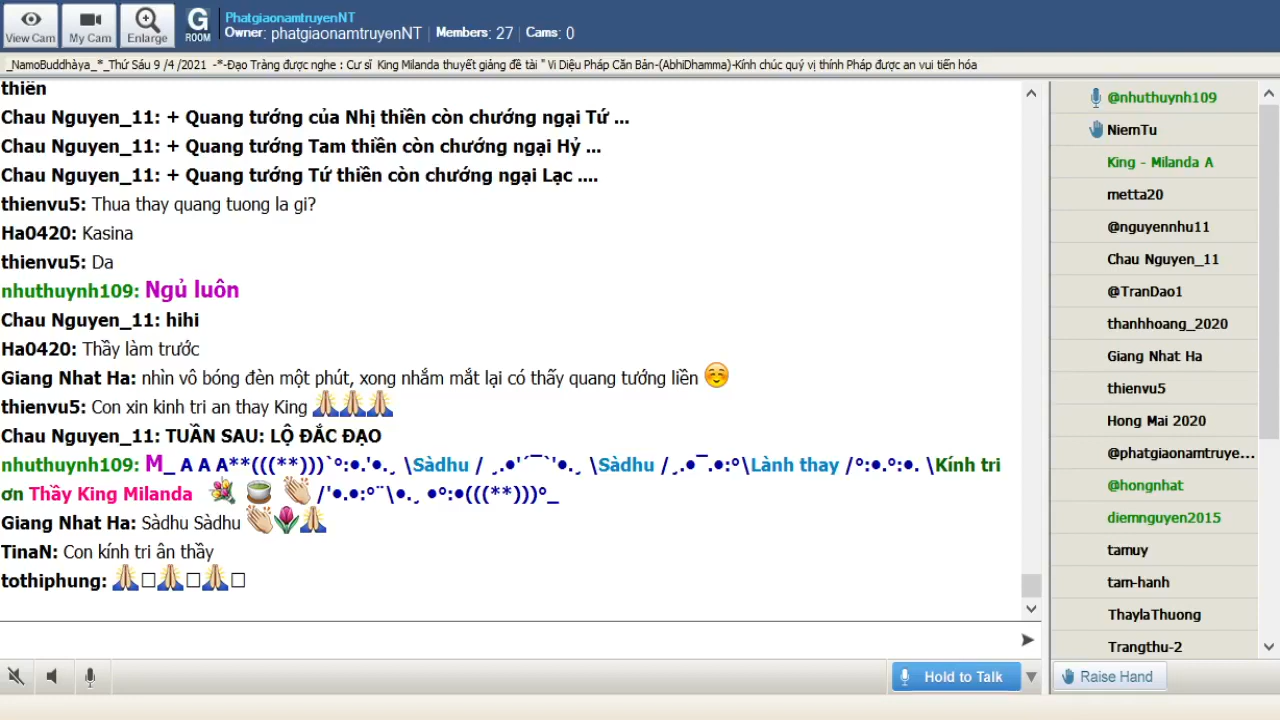 View Cam
My Cam
Enlarge
G
ROOM
PhatgiaonamtruyenNT
Owner: phatgiaonamtruyenNT | Members: 27 | Cams: 0
_NamoBuddhàya_*_Thứ Sáu 9 /4 /2021 -*-Đạo Tràng được nghe : Cư sĩ King Milanda thuyết giảng đề tài " Vi Diệu Pháp Căn Bản-(AbhiDhamma)-Kính chúc quý vị thính Pháp được an vui tiến hóa
thiền
Chau Nguyen_11: + Quang tướng của Nhị thiền còn chướng ngại Tứ ...
Chau Nguyen_11: + Quang tướng Tam thiền còn chướng ngại Hỷ ...
Chau Nguyen_11: + Quang tướng Tứ thiền còn chướng ngại Lạc ....
thienvu5: Thua thay quang tuong la gi?
Ha0420: Kasina
thienvu5: Da
nhuthuynh109: Ngủ luôn
Chau Nguyen_11: hihi
Ha0420: Thầy làm trước
Giang Nhat Ha: nhìn vô bóng đèn một phút, xong nhắm mắt lại có thấy quang tướng liền ☺️
thienvu5: Con xin kinh tri an thay King 🙏🙏🙏
Chau Nguyen_11: TUẦN SAU: LỘ ĐẮC ĐẠO
nhuthuynh109: M_ A A A**(((**)))`°:•.'•.¸ \Sàdhu / ¸.•'´¯`'•.¸ \Sàdhu /¸.•¯.•:°\Lành thay /°:•.°:•. \Kính tri
ơn Thầy King Milanda 💐 🍵 👏 /'•.•:°¨\•.¸ •°:•(((**)))°_
Giang Nhat Ha: Sàdhu Sàdhu 👏🌷🙏
TinaN: Con kính tri ân thầy
tothiphung: 🙏□🙏□🙏□
Hold to Talk
@nhuthuynh109
NiemTu
King - Milanda A
metta20
@nguyennhu11
Chau Nguyen_11
@TranDao1
thanhhoang_2020
Giang Nhat Ha
thienvu5
Hong Mai 2020
@phatgiaonamtruye...
@hongnhat
diemnguyen2015
tamuy
tam-hanh
ThaylaThuong
Trangthu-2
Raise Hand